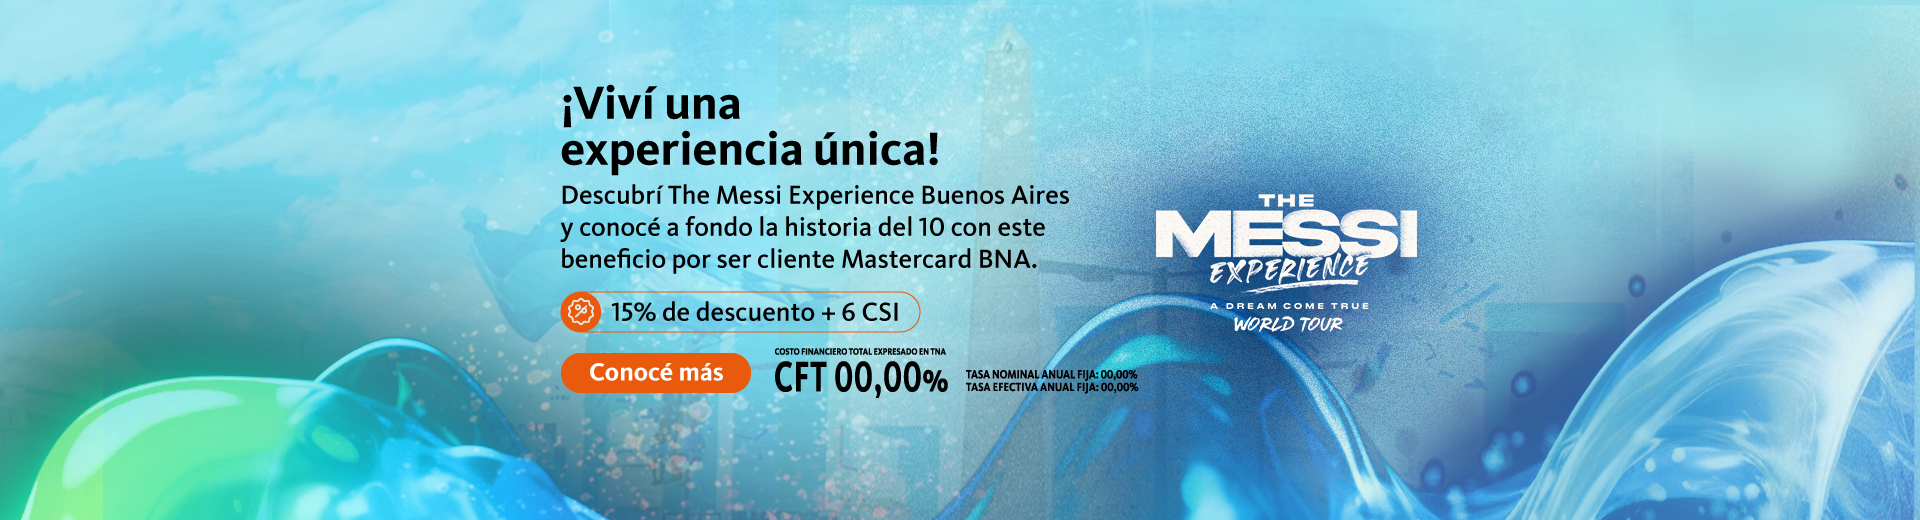 ¡Viví una
experiencia única!
Descubrí The Messi Experience Buenos Aires
y conocé a fondo la historia del 10 con este
beneficio por ser cliente Mastercard BNA.
15% de descuento + 6 CSI
Conocé más
COSTO FINANCIERO TOTAL EXPRESADO EN TNA
CFT 00,00%
TASA NOMINAL ANUAL FIJA: 00,00%
TASA EFECTIVA ANUAL FIJA: 00,00%
THE
MESSI
EXPERIENCE
A DREAM COME TRUE
WORLD TOUR